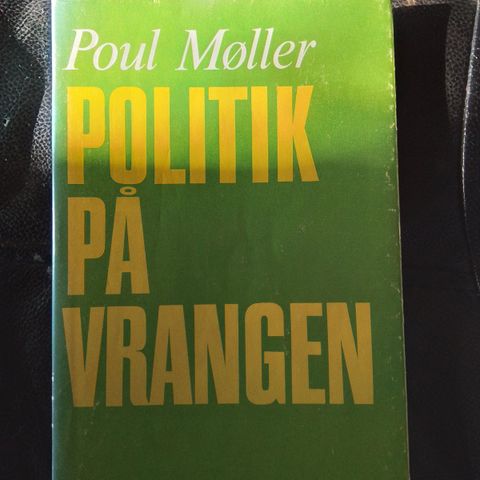 Poul Møller
POLITIK
PÅ
VRANGEN